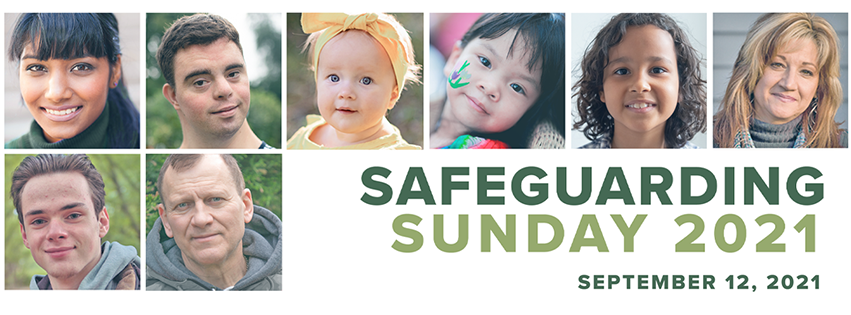 SAFEGUARDING
SUNDAY 2021
SEPTEMBER 12, 2021